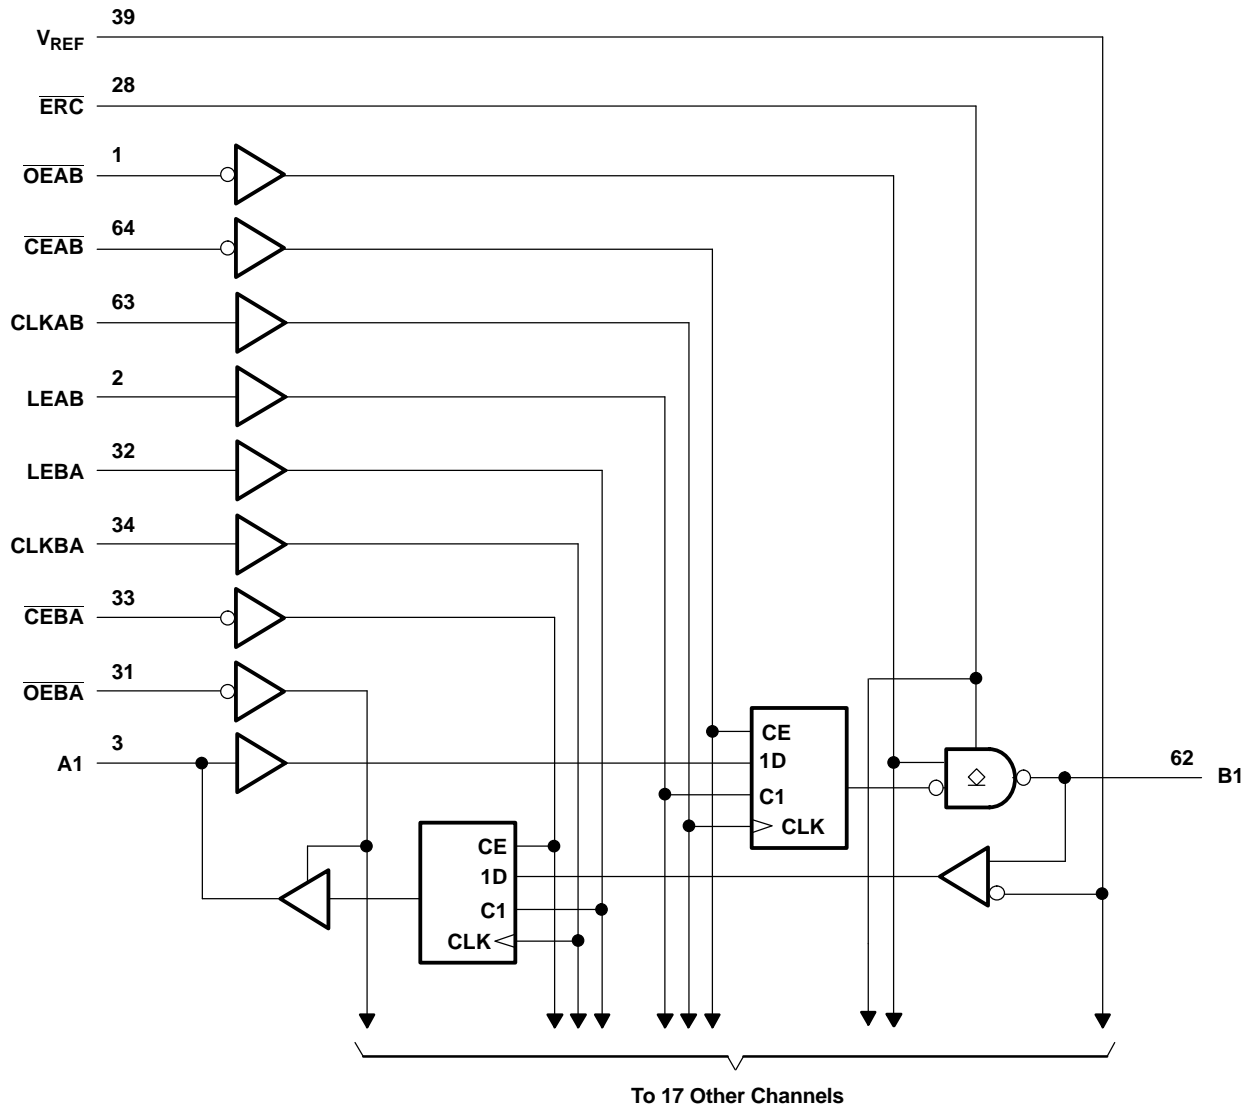 39
VREF
28
ERC
1
OEAB
64
CEAB
63
CLKAB
2
LEAB
32
LEBA
34
CLKBA
33
CEBA
31
OEBA
3
A1
CE
1D
C1
CLK
62
B1
CE
1D
C1
CLK
To 17 Other Channels